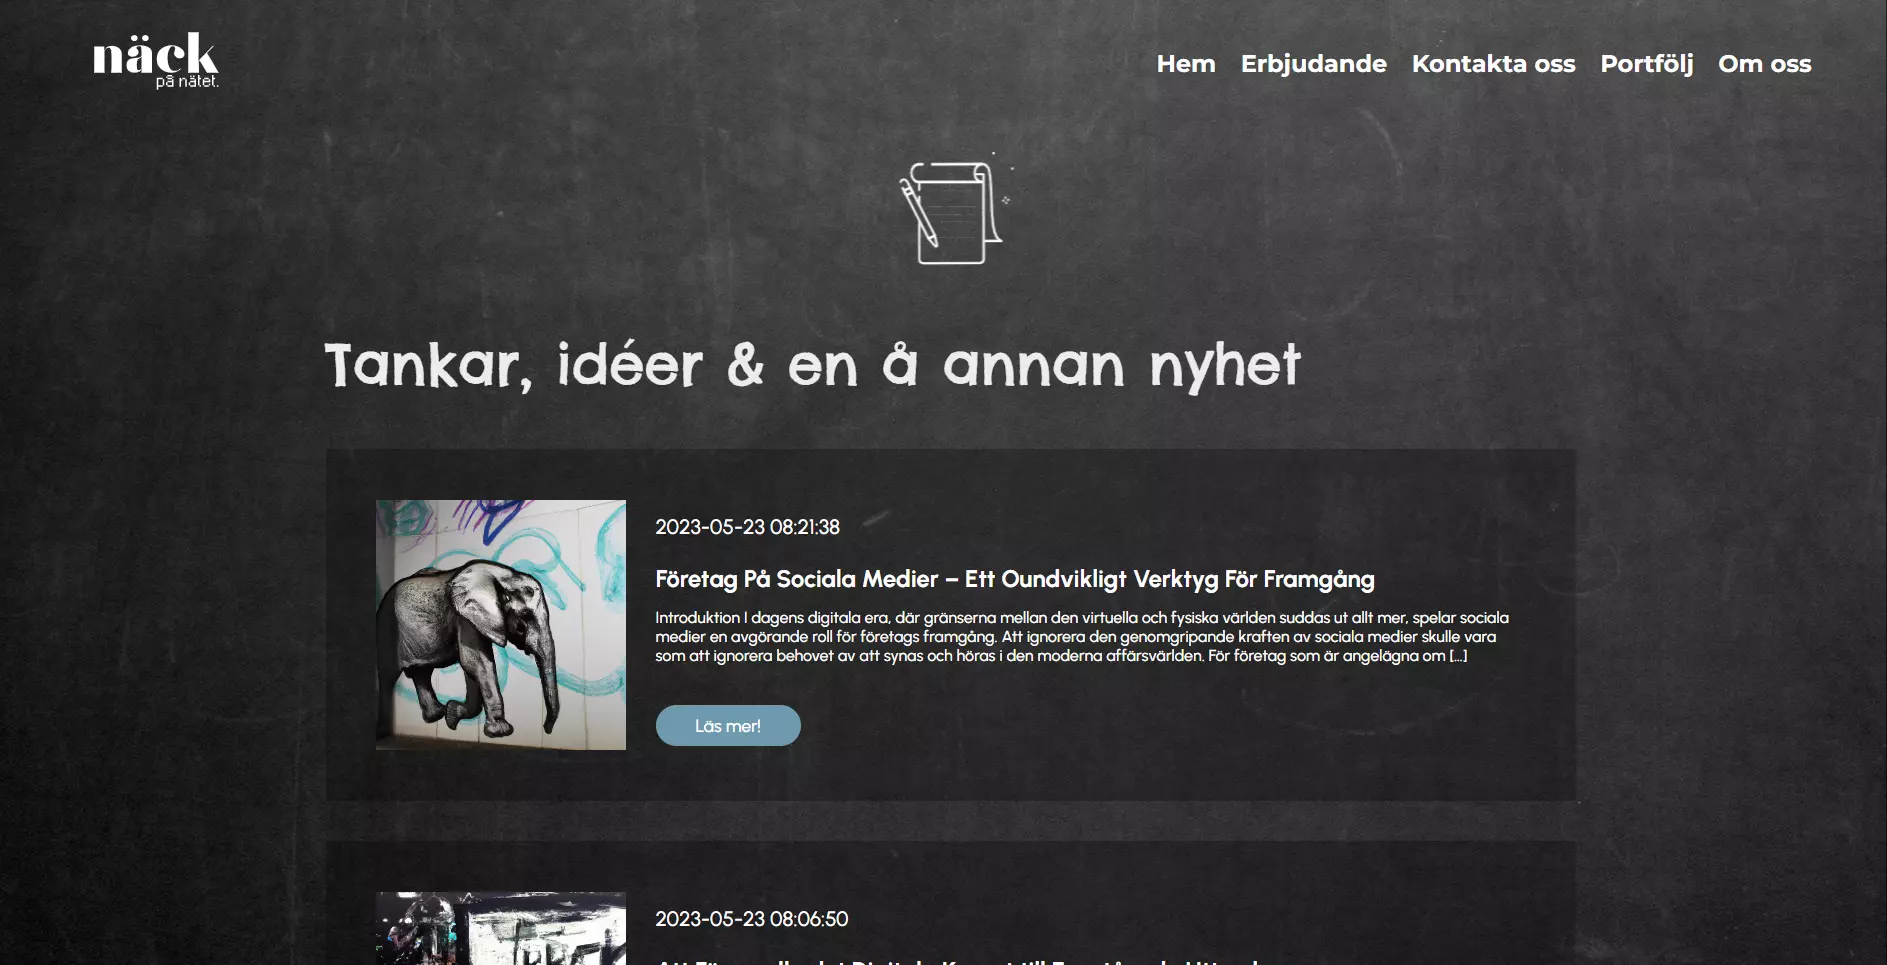 näck
på nätet.
Hem Erbjudande Kontakta oss Portfölj Om oss
Tankar, idéer & en å annan nyhet
2023-05-23 08:21:38
Företag På Sociala Medier – Ett Oundvikligt Verktyg För Framgång
Introduktion I dagens digitala era, där gränserna mellan den virtuella och fysiska världen suddas ut allt mer, spelar sociala
medier en avgörande roll för företags framgång. Att ignorera den genomgripande kraften av sociala medier skulle vara
som att ignorera behovet av att synas och höras i den moderna affärsvärlden. För företag som är angelägna om [...]
Läs mer!
2023-05-23 08:06:50